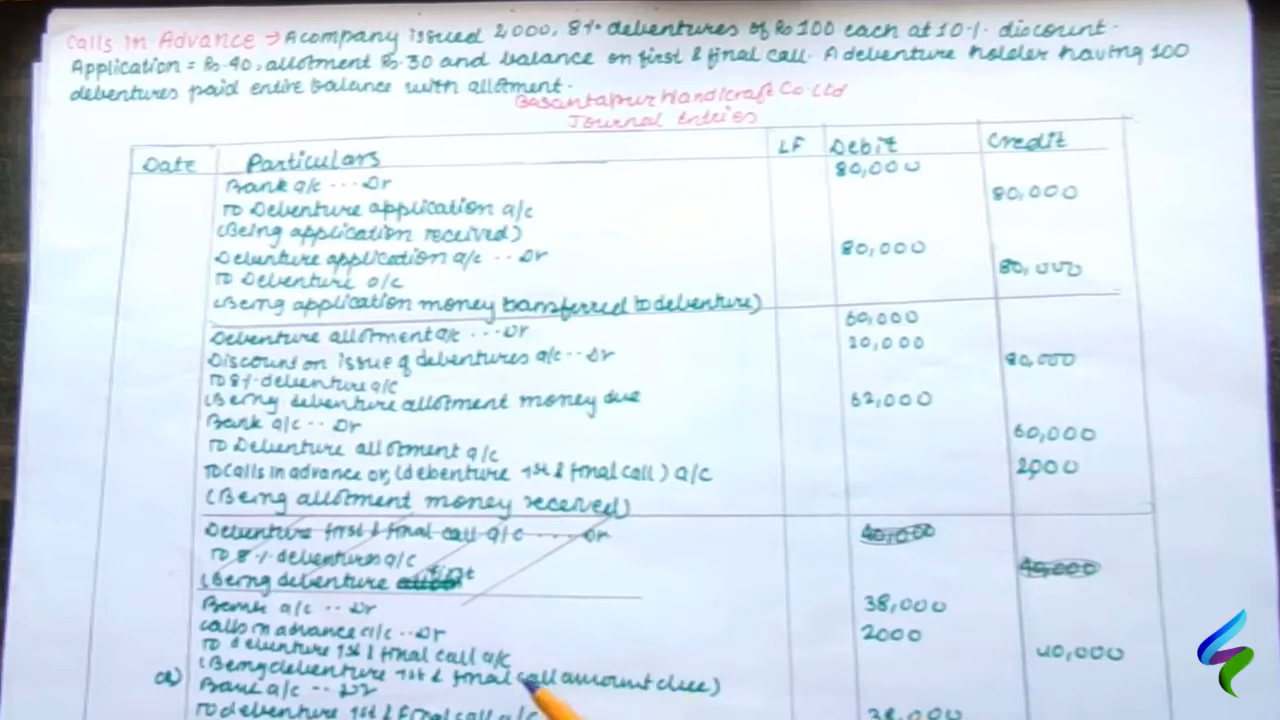 Calls in Advance → A company issued 2,000, 8% debentures of Rs 100 each at 10% discount.
Application = Rs. 40, allotment Rs. 30 and balance on first & final call. A debenture holder having 100
debentures paid entire balance with allotment.
Basantapur Handicraft Co. Ltd
Journal Entries
Date Particulars LF Debit Credit
Bank a/c ... Dr 80,000
To Debenture application a/c 80,000
(Being application received)
Debenture application a/c .. Dr 80,000
To Debenture a/c 80,000
(Being application money transferred to debenture)
Debenture allotment a/c ... Dr 60,000
Discount on issue of debentures a/c .. Dr 20,000
To 8% debenture a/c 80,000
(Being debenture allotment money due
Bank a/c .. Dr 62,000
To Debenture allotment a/c 60,000
To calls in advance or, (debenture 1st & final call) a/c 2,000
(Being allotment money received)
Debenture first & final call a/c .... Dr 40,000
To 8% debentures a/c 40,000
(Being debenture first
Bank a/c .. Dr 38,000
calls in advance a/c .. Dr 2000
To debenture 1st & final call a/c 40,000
(Being debenture 1st & final call amount due)
Bank a/c .. Dr 38,000
To debenture 1st & final call a/c